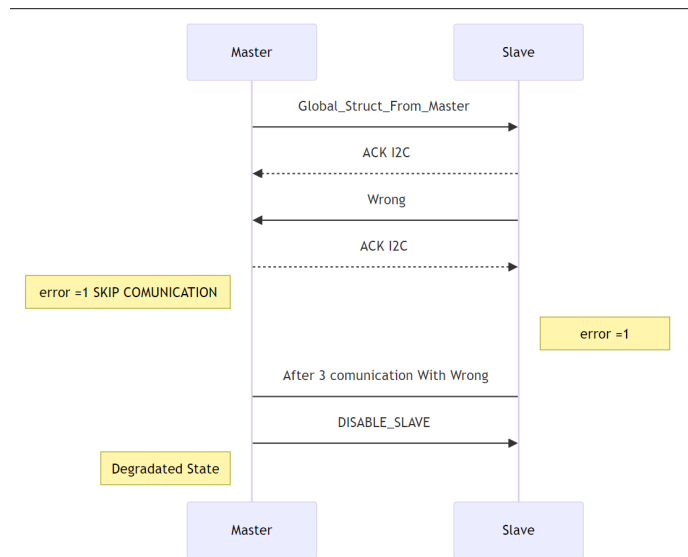 Master
Slave
Global_Struct_From_Master
ACK I2C
Wrong
ACK I2C
error =1 SKIP COMUNICATION
error =1
After 3 comunication With Wrong
DISABLE_SLAVE
Degradated State
Master
Slave